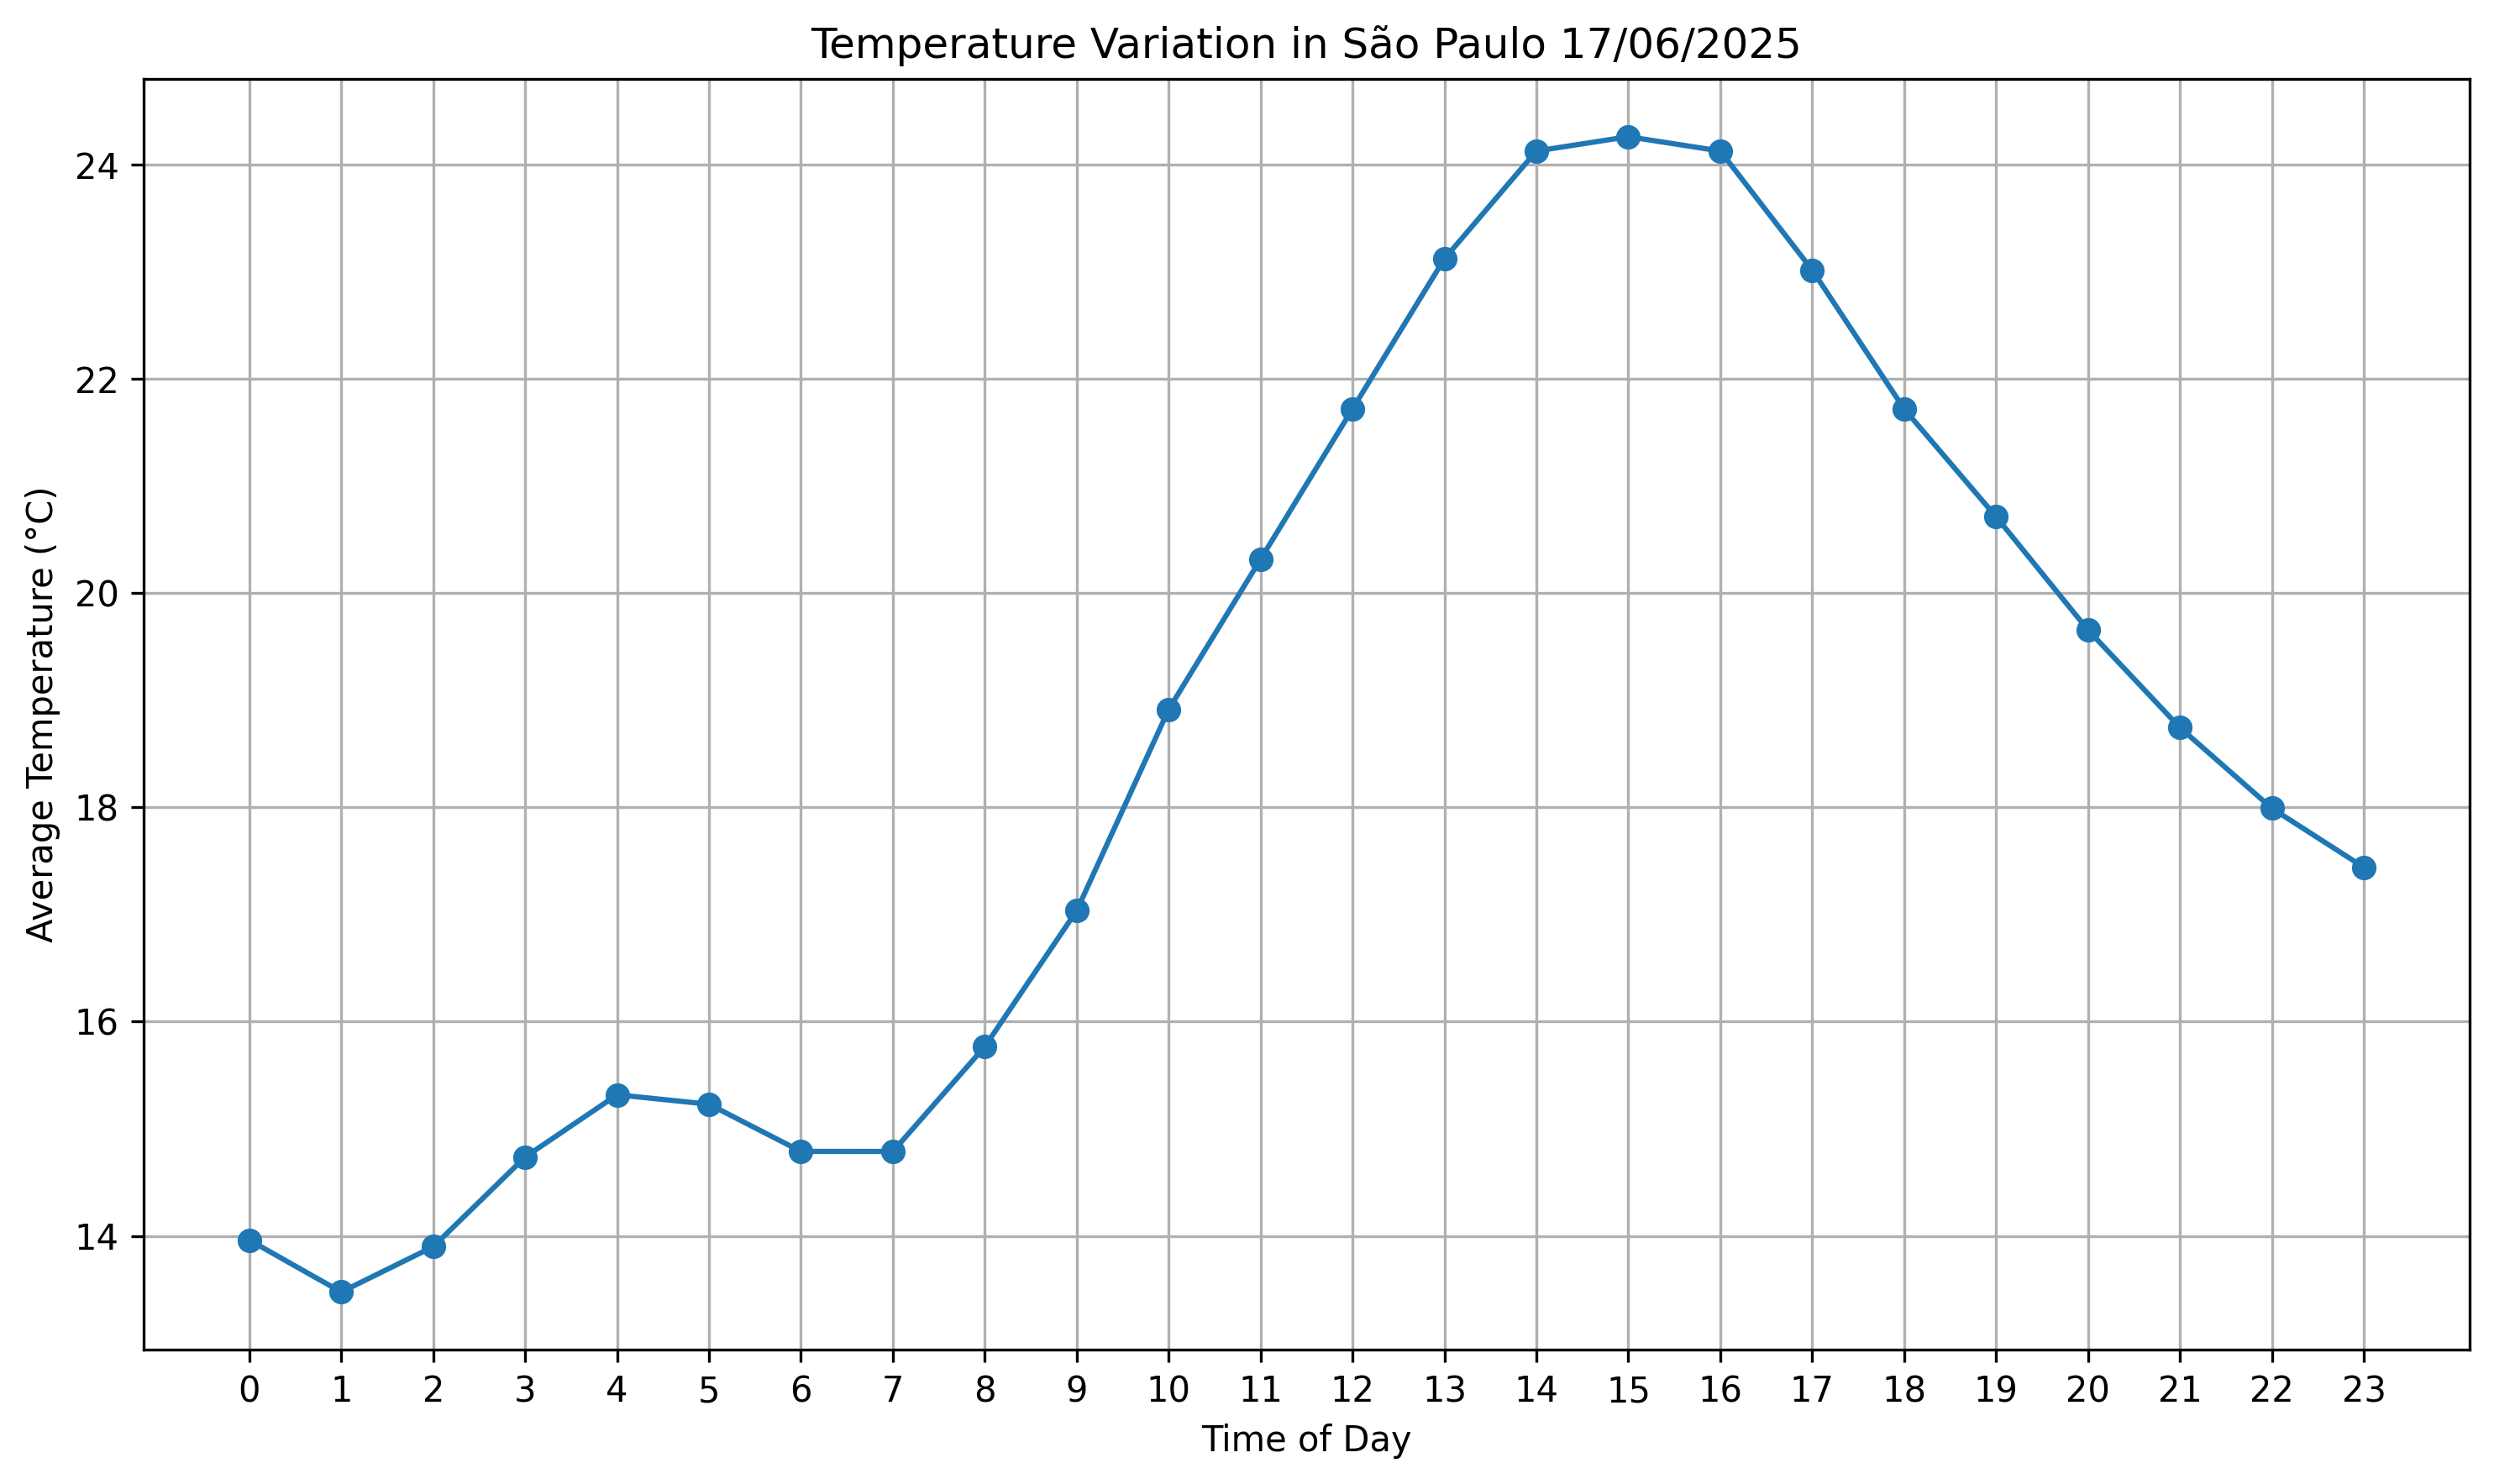 Temperature Variation in São Paulo 17/06/2025
Average Temperature (°C)
24
22
20
18
16
14
0 1 2 3 4 5 6 7 8 9 10 11 12 13 14 15 16 17 18 19 20 21 22 23
Time of Day